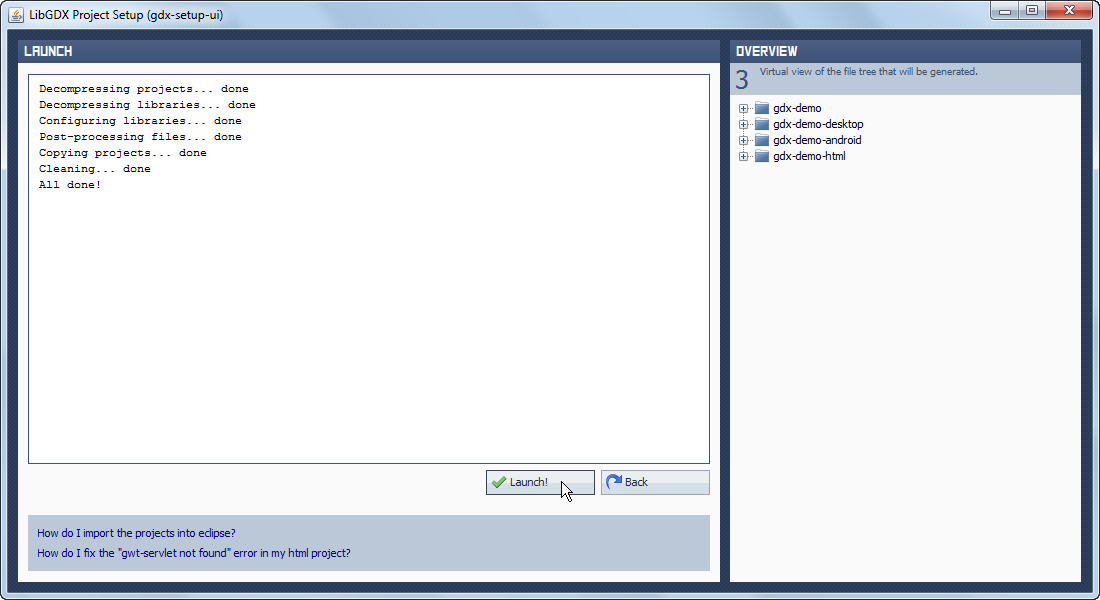 LibGDX Project Setup (gdx-setup-ui)
LAUNCH
Decompressing projects... done
Decompressing libraries... done
Configuring libraries... done
Post-processing files... done
Copying projects... done
Cleaning... done
All done!
Launch!
Back
How do I import the projects into eclipse?
How do I fix the "gwt-servlet not found" error in my html project?
OVERVIEW
3
Virtual view of the file tree that will be generated.
gdx-demo
gdx-demo-desktop
gdx-demo-android
gdx-demo-html